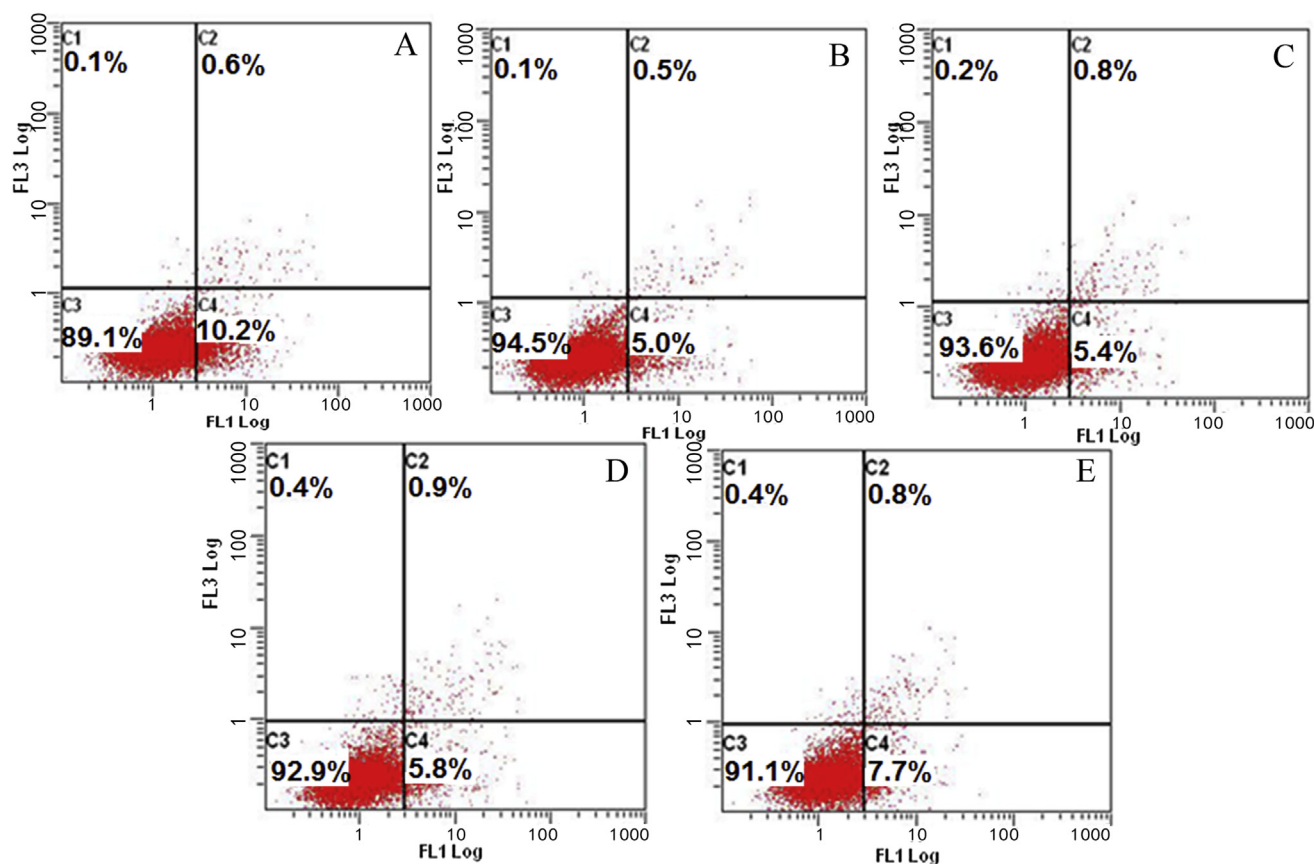 A
C1 C2
0.1% 0.6%
C3 C4
89.1% 10.2%
1000
100
10
1
FL3 Log
1 10 100 1000
FL1 Log
B
C1 C2
0.1% 0.5%
C3 C4
94.5% 5.0%
1000
100
10
1
FL3 Log
1 10 100 1000
FL1 Log
C
C1 C2
0.2% 0.8%
C3 C4
93.6% 5.4%
1000
100
10
1
FL3 Log
1 10 100 1000
FL1 Log
D
C1 C2
0.4% 0.9%
C3 C4
92.9% 5.8%
1000
100
10
1
FL3 Log
1 10 100 1000
FL1 Log
E
C1 C2
0.4% 0.8%
C3 C4
91.1% 7.7%
1000
100
10
1
FL3 Log
1 10 100 1000
FL1 Log